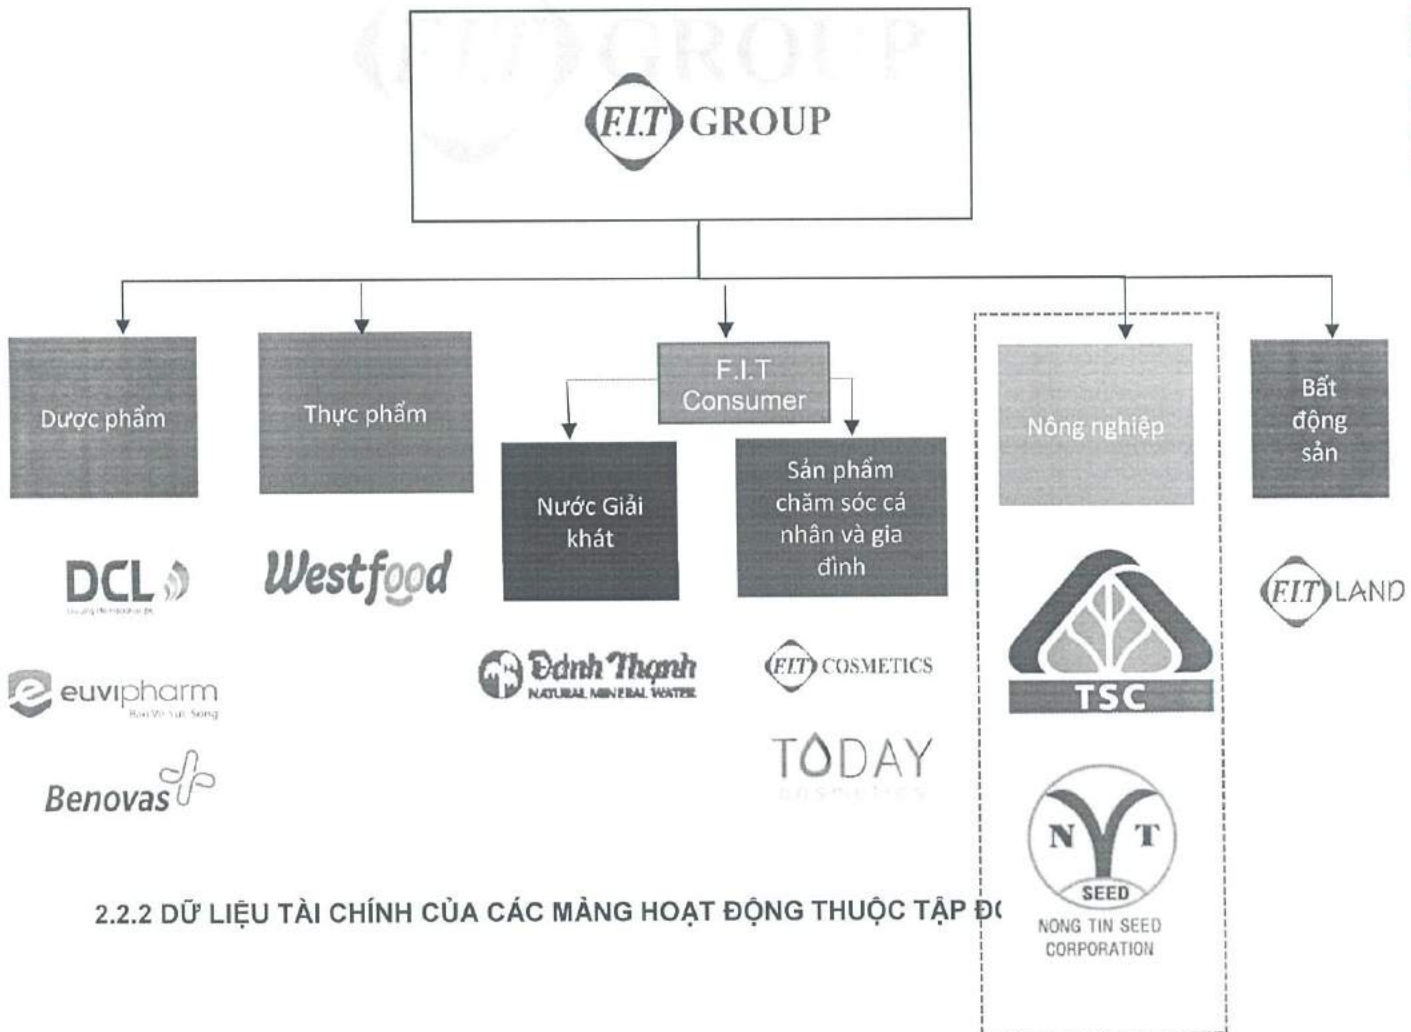 F.I.T GROUP
Dược phẩm
Thực phẩm
F.I.T
Consumer
Nước Giải
khát
Sản phẩm
chăm sóc cá
nhân và gia
đình
Nông nghiệp
Bất
động
sản
DCL
euvipharm
Benovas
Westfood
Đảnh Thạnh
NATURAL MINERAL WATER
F.I.T COSMETICS
TODAY
cosmetics
TSC
N T
SEED
NONG TIN SEED
CORPORATION
F.I.T LAND
2.2.2 DỮ LIỆU TÀI CHÍNH CỦA CÁC MẢNG HOẠT ĐỘNG THUỘC TẬP